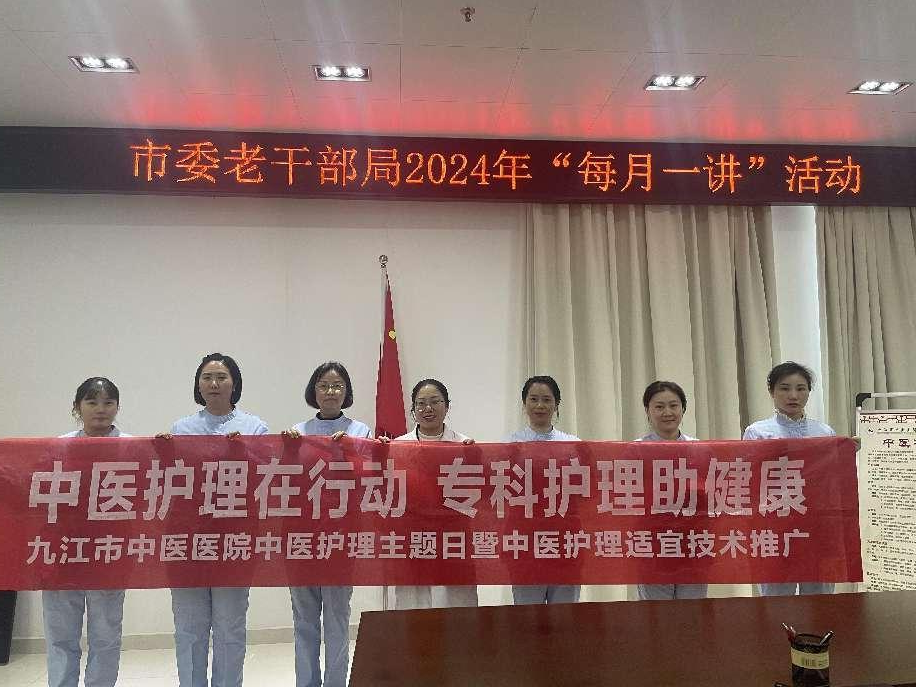 市委老干部局2024年“每月一讲”活动
中医护理在行动 专科护理助健康
九江市中医医院中医护理主题日暨中医护理适宜技术推广
中医